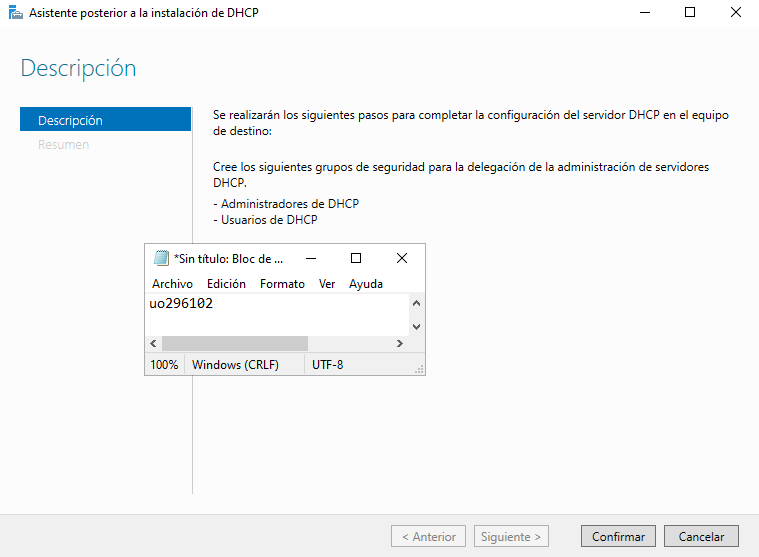 Asistente posterior a la instalación de DHCP
Descripción
Descripción
Resumen
Se realizarán los siguientes pasos para completar la configuración del servidor DHCP en el equipo
de destino:
Cree los siguientes grupos de seguridad para la delegación de la administración de servidores
DHCP.
- Administradores de DHCP
- Usuarios de DHCP
*Sin título: Bloc de ...
Archivo Edición Formato Ver Ayuda
uo296102
100% Windows (CRLF) UTF-8
< Anterior Siguiente > Confirmar Cancelar